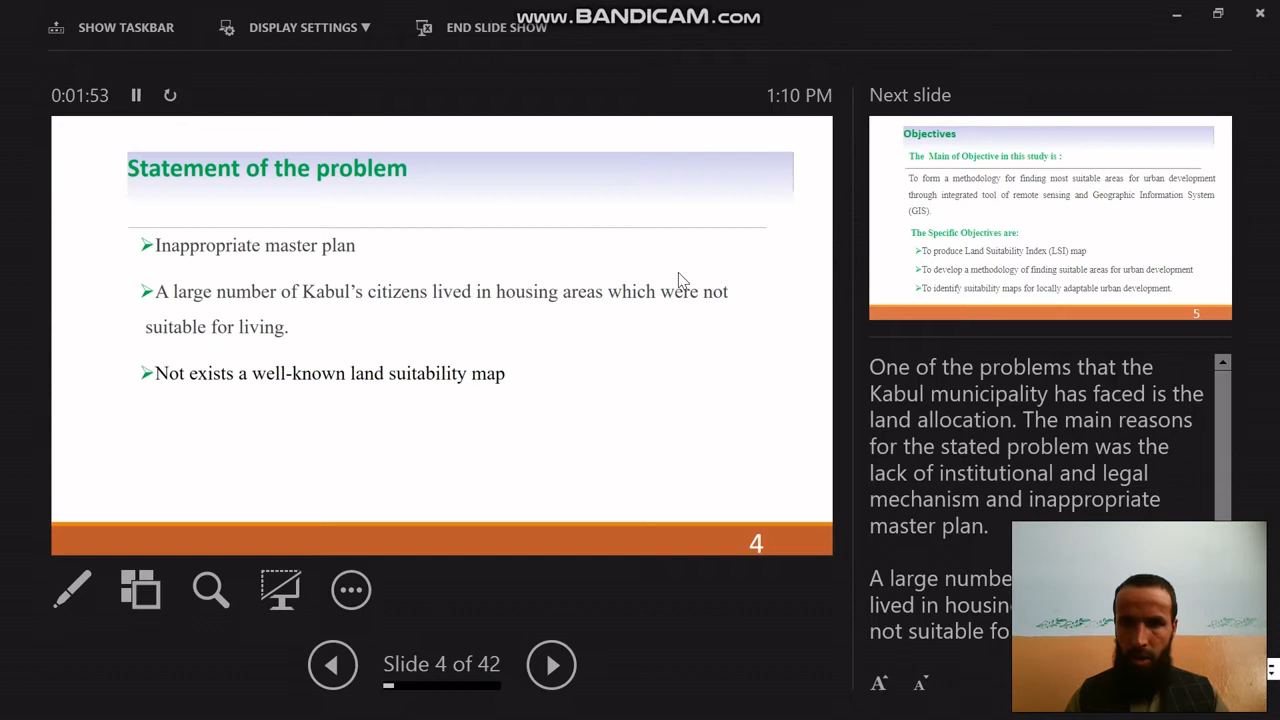 www.BANDICAM.com
SHOW TASKBAR
DISPLAY SETTINGS ▼
END SLIDE SHOW
0:01:53
1:10 PM
Statement of the problem
➢Inappropriate master plan
➢A large number of Kabul’s citizens lived in housing areas which were not
suitable for living.
➢Not exists a well-known land suitability map
4
Slide 4 of 42
Next slide
Objectives
The Main of Objective in this study is :
To form a methodology for finding most suitable areas for urban development
through integrated tool of remote sensing and Geographic Information System
(GIS).
The Specific Objectives are:
➢To produce Land Suitability Index (LSI) map
➢To develop a methodology of finding suitable areas for urban development
➢To identify suitability maps for locally adaptable urban development.
5
One of the problems that the
Kabul municipality has faced is the
land allocation. The main reasons
for the stated problem was the
lack of institutional and legal
mechanism and inappropriate
master plan.
A large
lived in
not suitable
A A